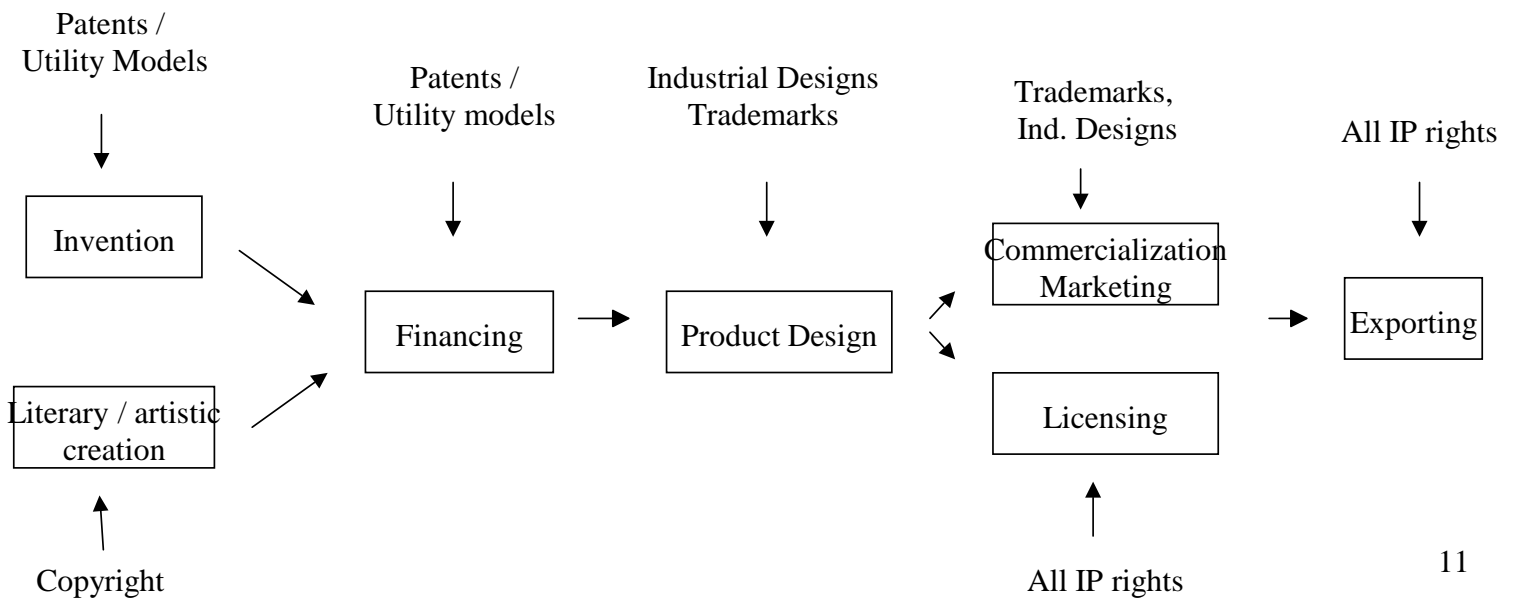 Patents /
Utility Models
Patents /
Utility models
Industrial Designs
Trademarks
Trademarks,
Ind. Designs
All IP rights
Invention
Commercialization
Marketing
Financing
Product Design
Exporting
Literary / artistic
creation
Licensing
Copyright
All IP rights
11